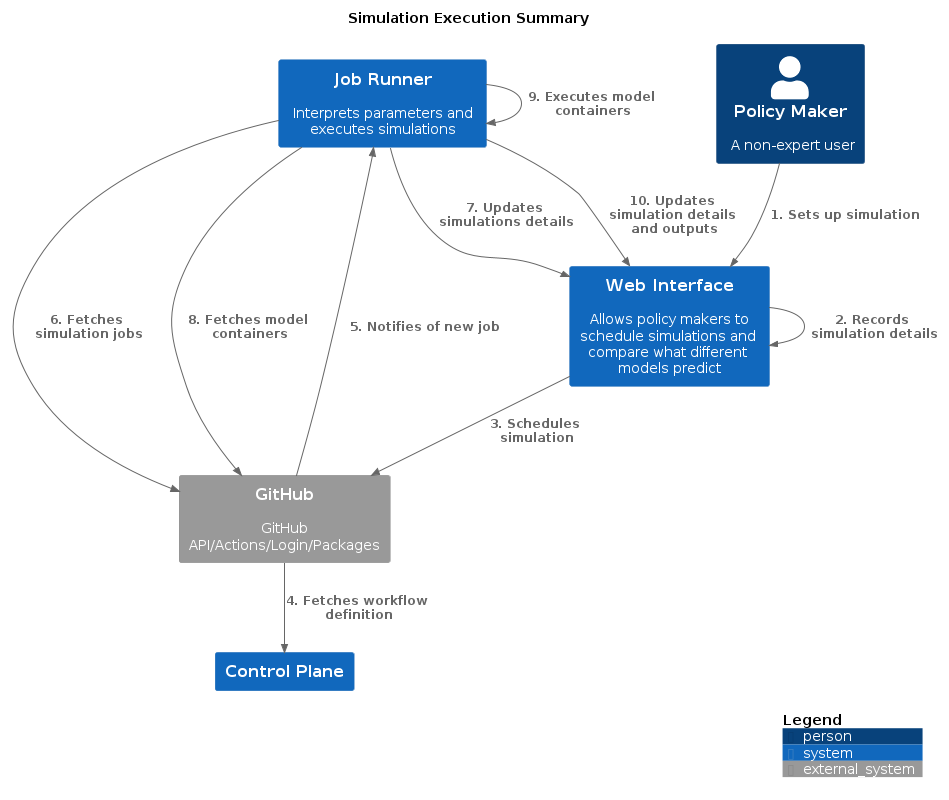 Simulation Execution Summary
Job Runner
Interprets parameters and
executes simulations
9. Executes model
containers
Policy Maker
A non-expert user
7. Updates
simulations details
10. Updates
simulation details
and outputs
1. Sets up simulation
Web Interface
Allows policy makers to
schedule simulations and
compare what different
models predict
2. Records
simulation details
6. Fetches
simulation jobs
8. Fetches model
containers
5. Notifies of new job
3. Schedules
simulation
GitHub
GitHub
API/Actions/Login/Packages
4. Fetches workflow
definition
Control Plane
Legend
person
system
external_system